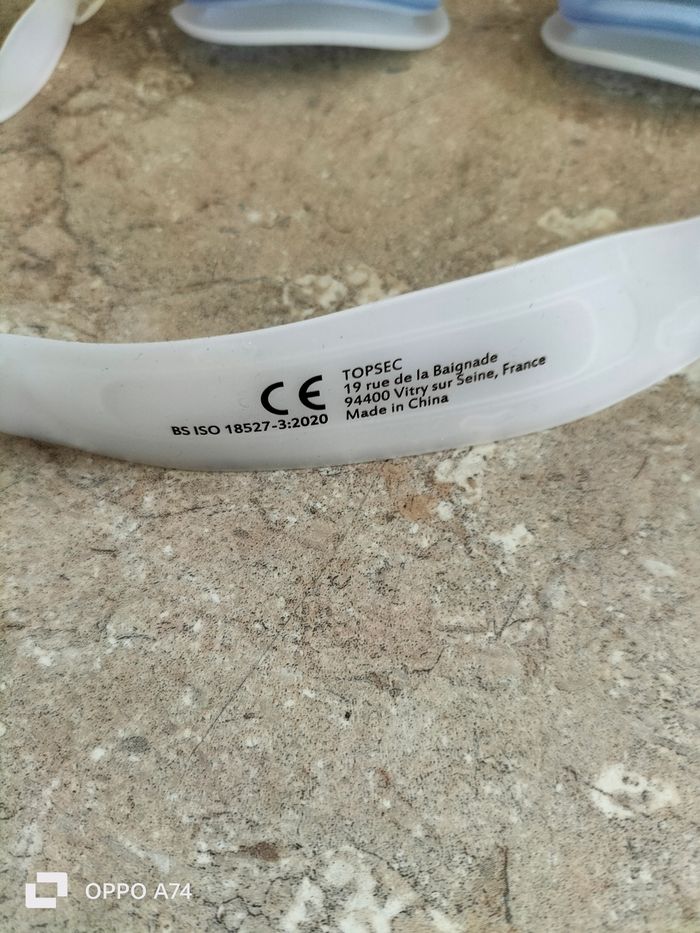 CE
BS ISO 18527-3:2020
TOPSEC
19 rue de la Baignade
94400 Vitry sur Seine, France
Made in China
OPPO A74